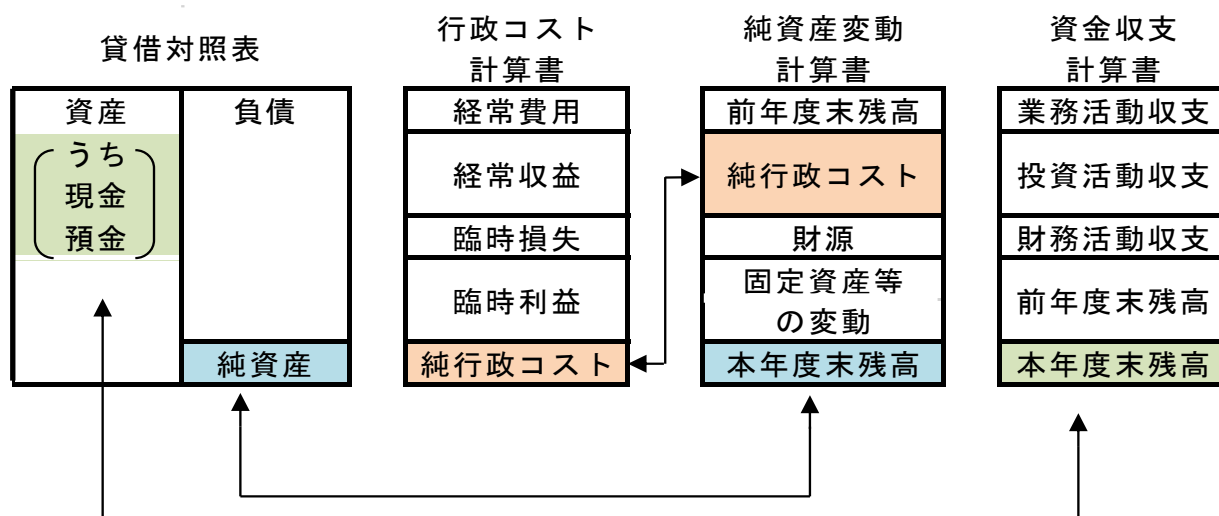 貸借対照表
資産
うち
現金
預金
負債
純資産
行政コスト
計算書
経常費用
経常収益
臨時損失
臨時利益
純行政コスト
純資産変動
計算書
前年度末残高
純行政コスト
財源
固定資産等
の変動
本年度末残高
資金収支
計算書
業務活動収支
投資活動収支
財務活動収支
前年度末残高
本年度末残高